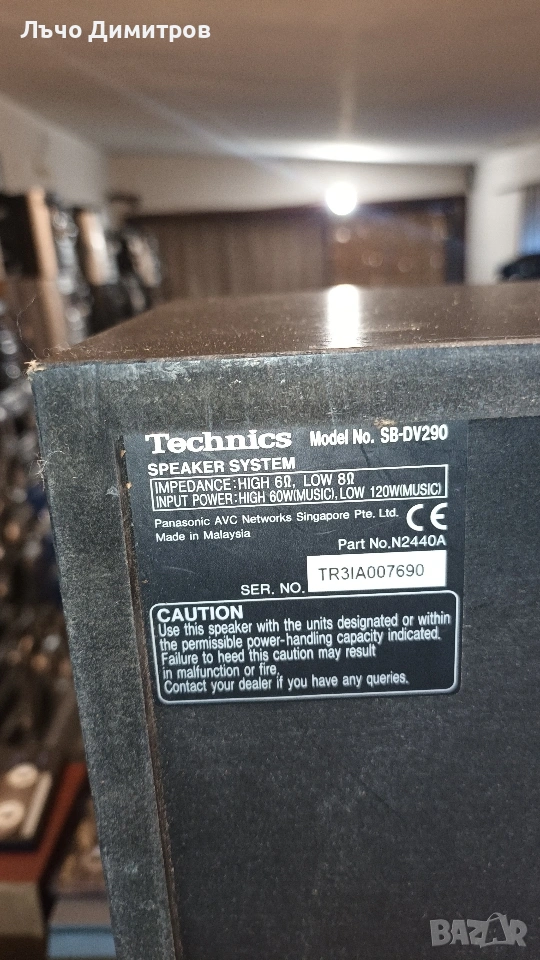 Лъчо Димитров
Technics Model No. SB-DV290
SPEAKER SYSTEM
IMPEDANCE:HIGH 6Ω, LOW 8Ω
INPUT POWER:HIGH 60W(MUSIC), LOW 120W(MUSIC)
Panasonic AVC Networks Singapore Pte. Ltd.
Made in Malaysia
CE
Part No.N2440A
SER. NO. TR3IA007690
CAUTION
Use this speaker with the units designated or within
the permissible power-handling capacity indicated.
Failure to heed this caution may result
in malfunction or fire.
Contact your dealer if you have any queries.
BAZAR